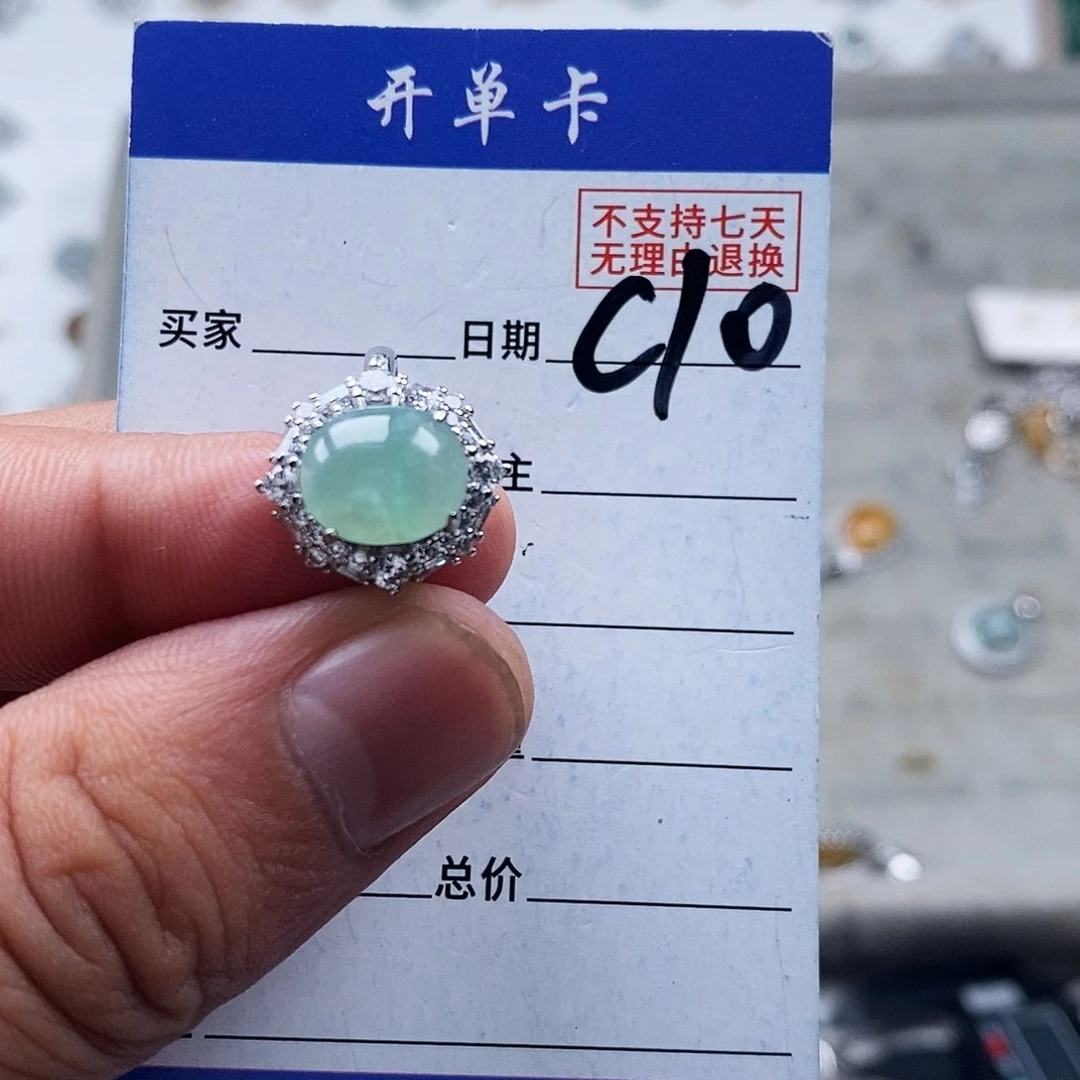 开单卡
不支持七天
无理由退换
买家 日期 C10
主
总价